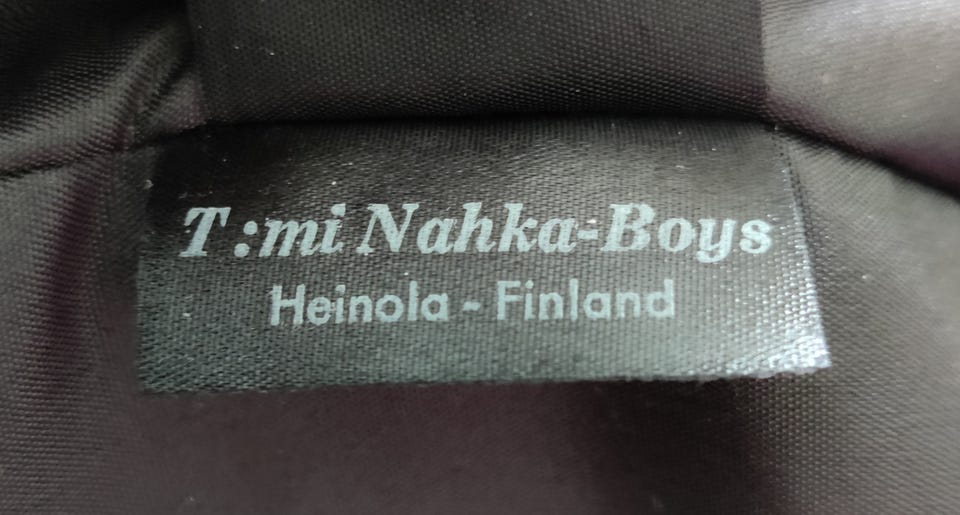 T:mi Nahka-Boys
Heinola - Finland